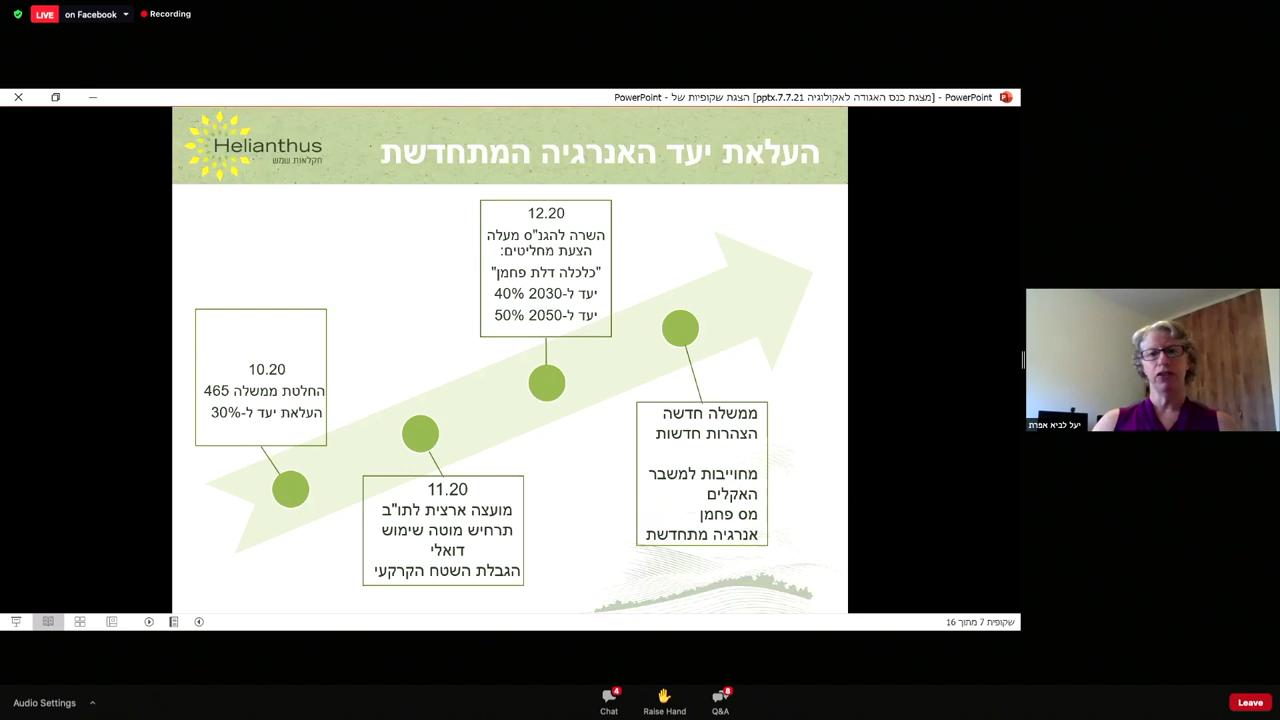 LIVE on Facebook Recording
PowerPoint - [מצגת כנס האגודה לאקולוגיה 7.7.21.pptx] הצגת שקופיות של - PowerPoint
Helianthus
חקלאות שמש
העלאת יעד האנרגיה המתחדשת
10.20
החלטת ממשלה 465
העלאת יעד ל-30%
11.20
מועצה ארצית לתו"ב
תרחיש מוטה שימוש
דואלי
הגבלת השטח הקרקעי
12.20
השרה להגנ"ס מעלה
הצעת מחליטים:
"כלכלה דלת פחמן"
יעד ל-2030 40%
יעד ל-2050 50%
ממשלה חדשה
הצהרות חדשות
מחוייבות למשבר
האקלים
מס פחמן
אנרגיה מתחדשת
יעל לביא אפרת
שקופית 7 מתוך 16
Audio Settings
4
Chat
Raise Hand
8
Q&A
Leave